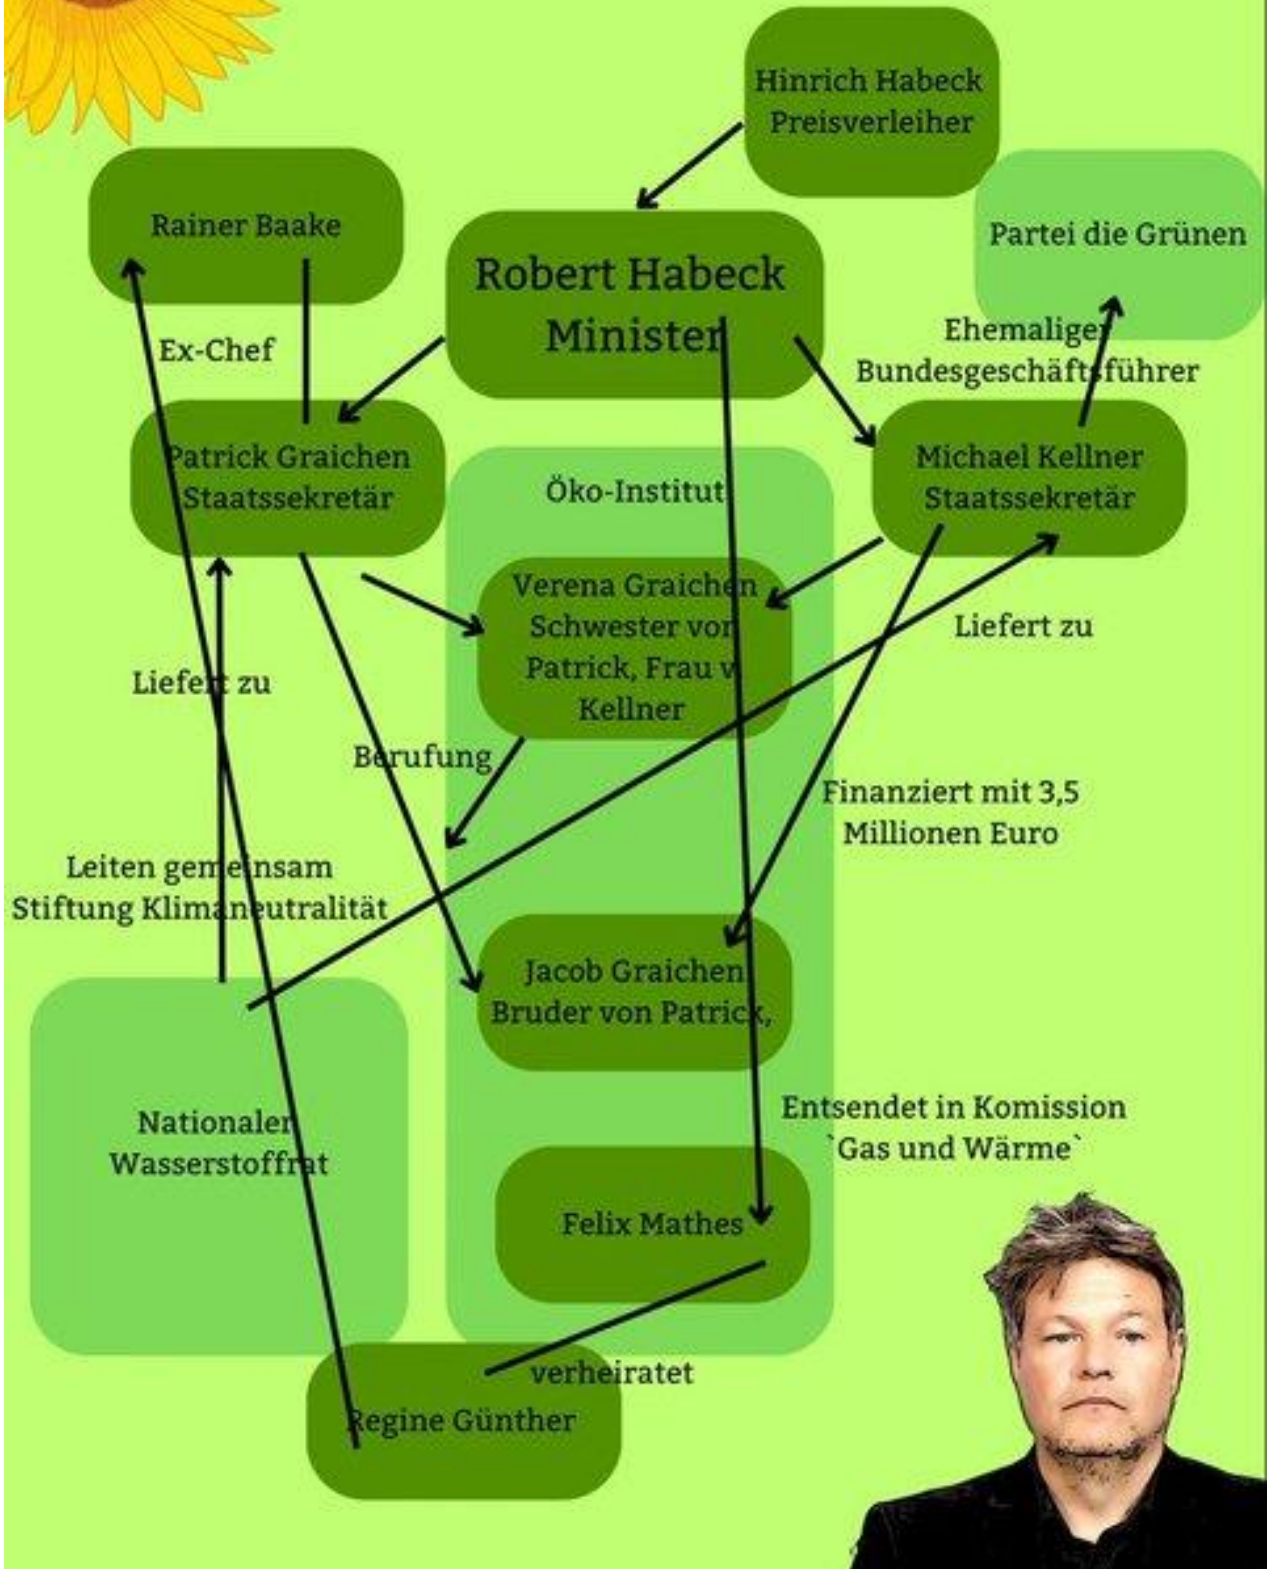 Hinrich Habeck
Preisverleiher
Rainer Baake
Robert Habeck
Minister
Partei die Grünen
Ex-Chef
Ehemaliger
Bundesgeschäftsführer
Patrick Graichen
Staatssekretär
Michael Kellner
Staatssekretär
Öko-Institut
Verena Graichen
Schwester von
Patrick, Frau v
Kellner
Liefert zu
Liefert zu
Berufung
Finanziert mit 3,5
Millionen Euro
Leiten gemeinsam
Stiftung Klimaneutralität
Jacob Graichen
Bruder von Patrick,
Nationaler
Wasserstoffrat
Entsendet in Komission
`Gas und Wärme`
Felix Mathes
verheiratet
Regine Günther